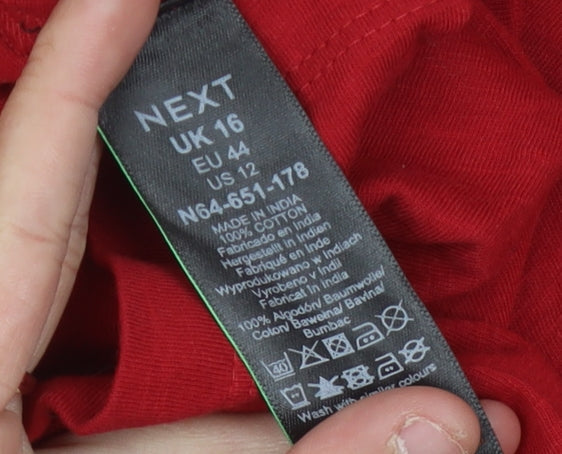 NEXT
UK 16
EU 44
US 12
N64-651-178
MADE IN INDIA
100% COTTON
Fabricado en India
Hergestellt in Indien
Fabriqué en Inde
Wyprodukowano w Indiach
Vyrobeno v Indii
Fabricat in India
100% Algodón/ Baumwolle/
Coton/ Bawełna/ Bavlna/
Bumbac
40
Wash with similar colours